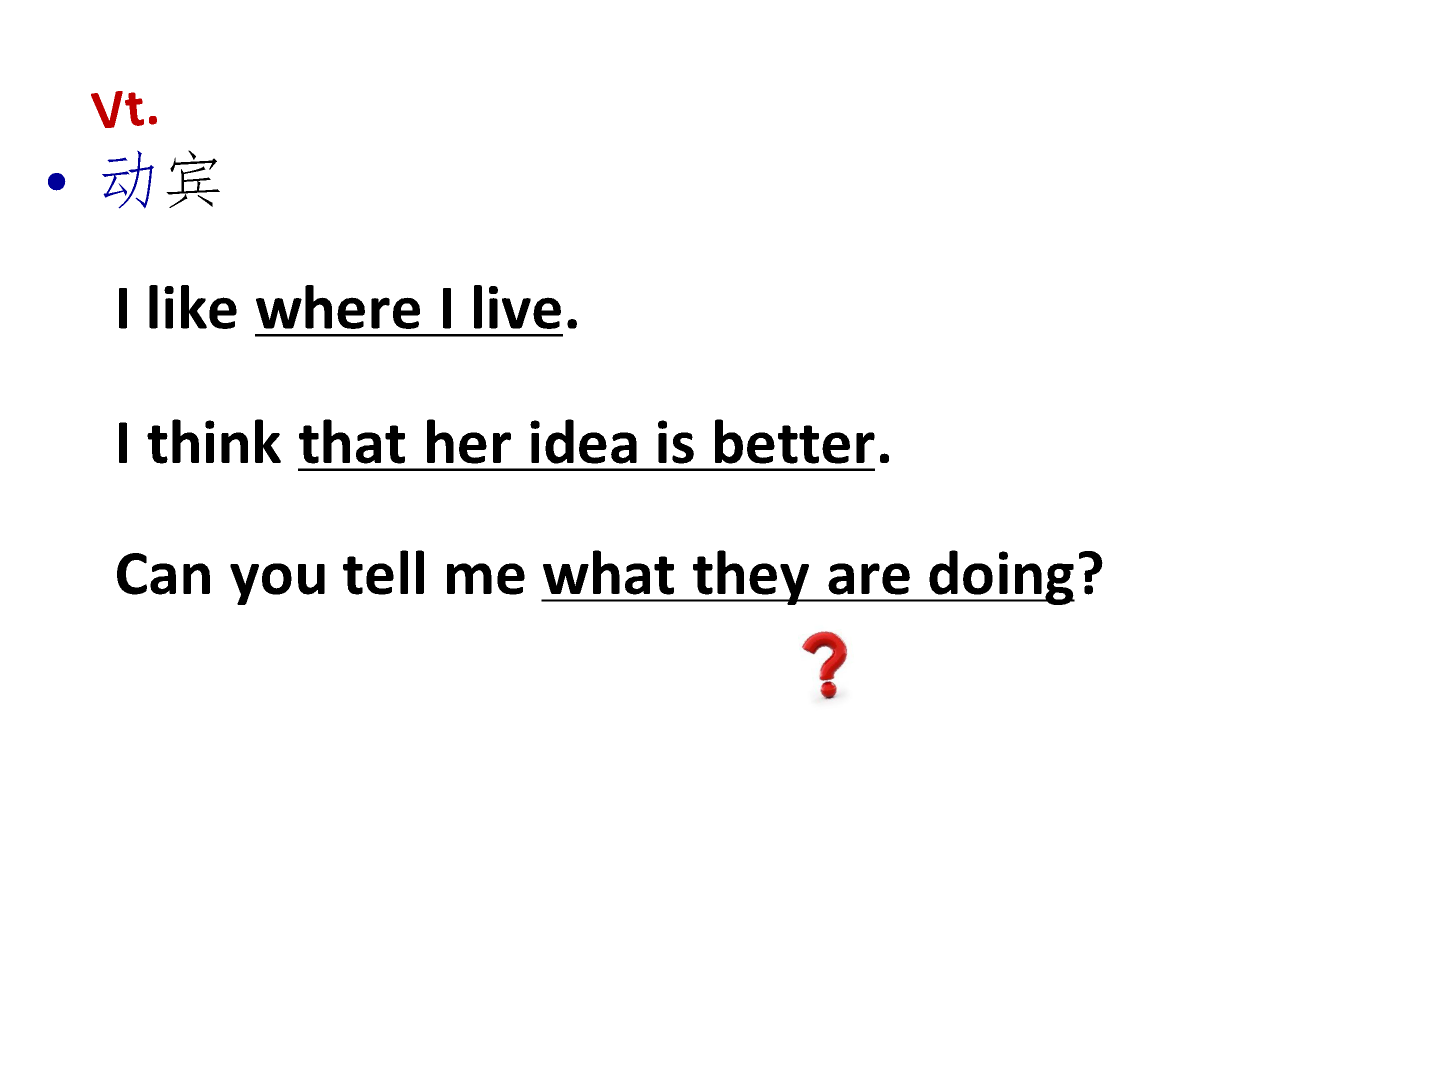 Vt.
• 动宾
I like where I live.
I think that her idea is better.
Can you tell me what they are doing?
?